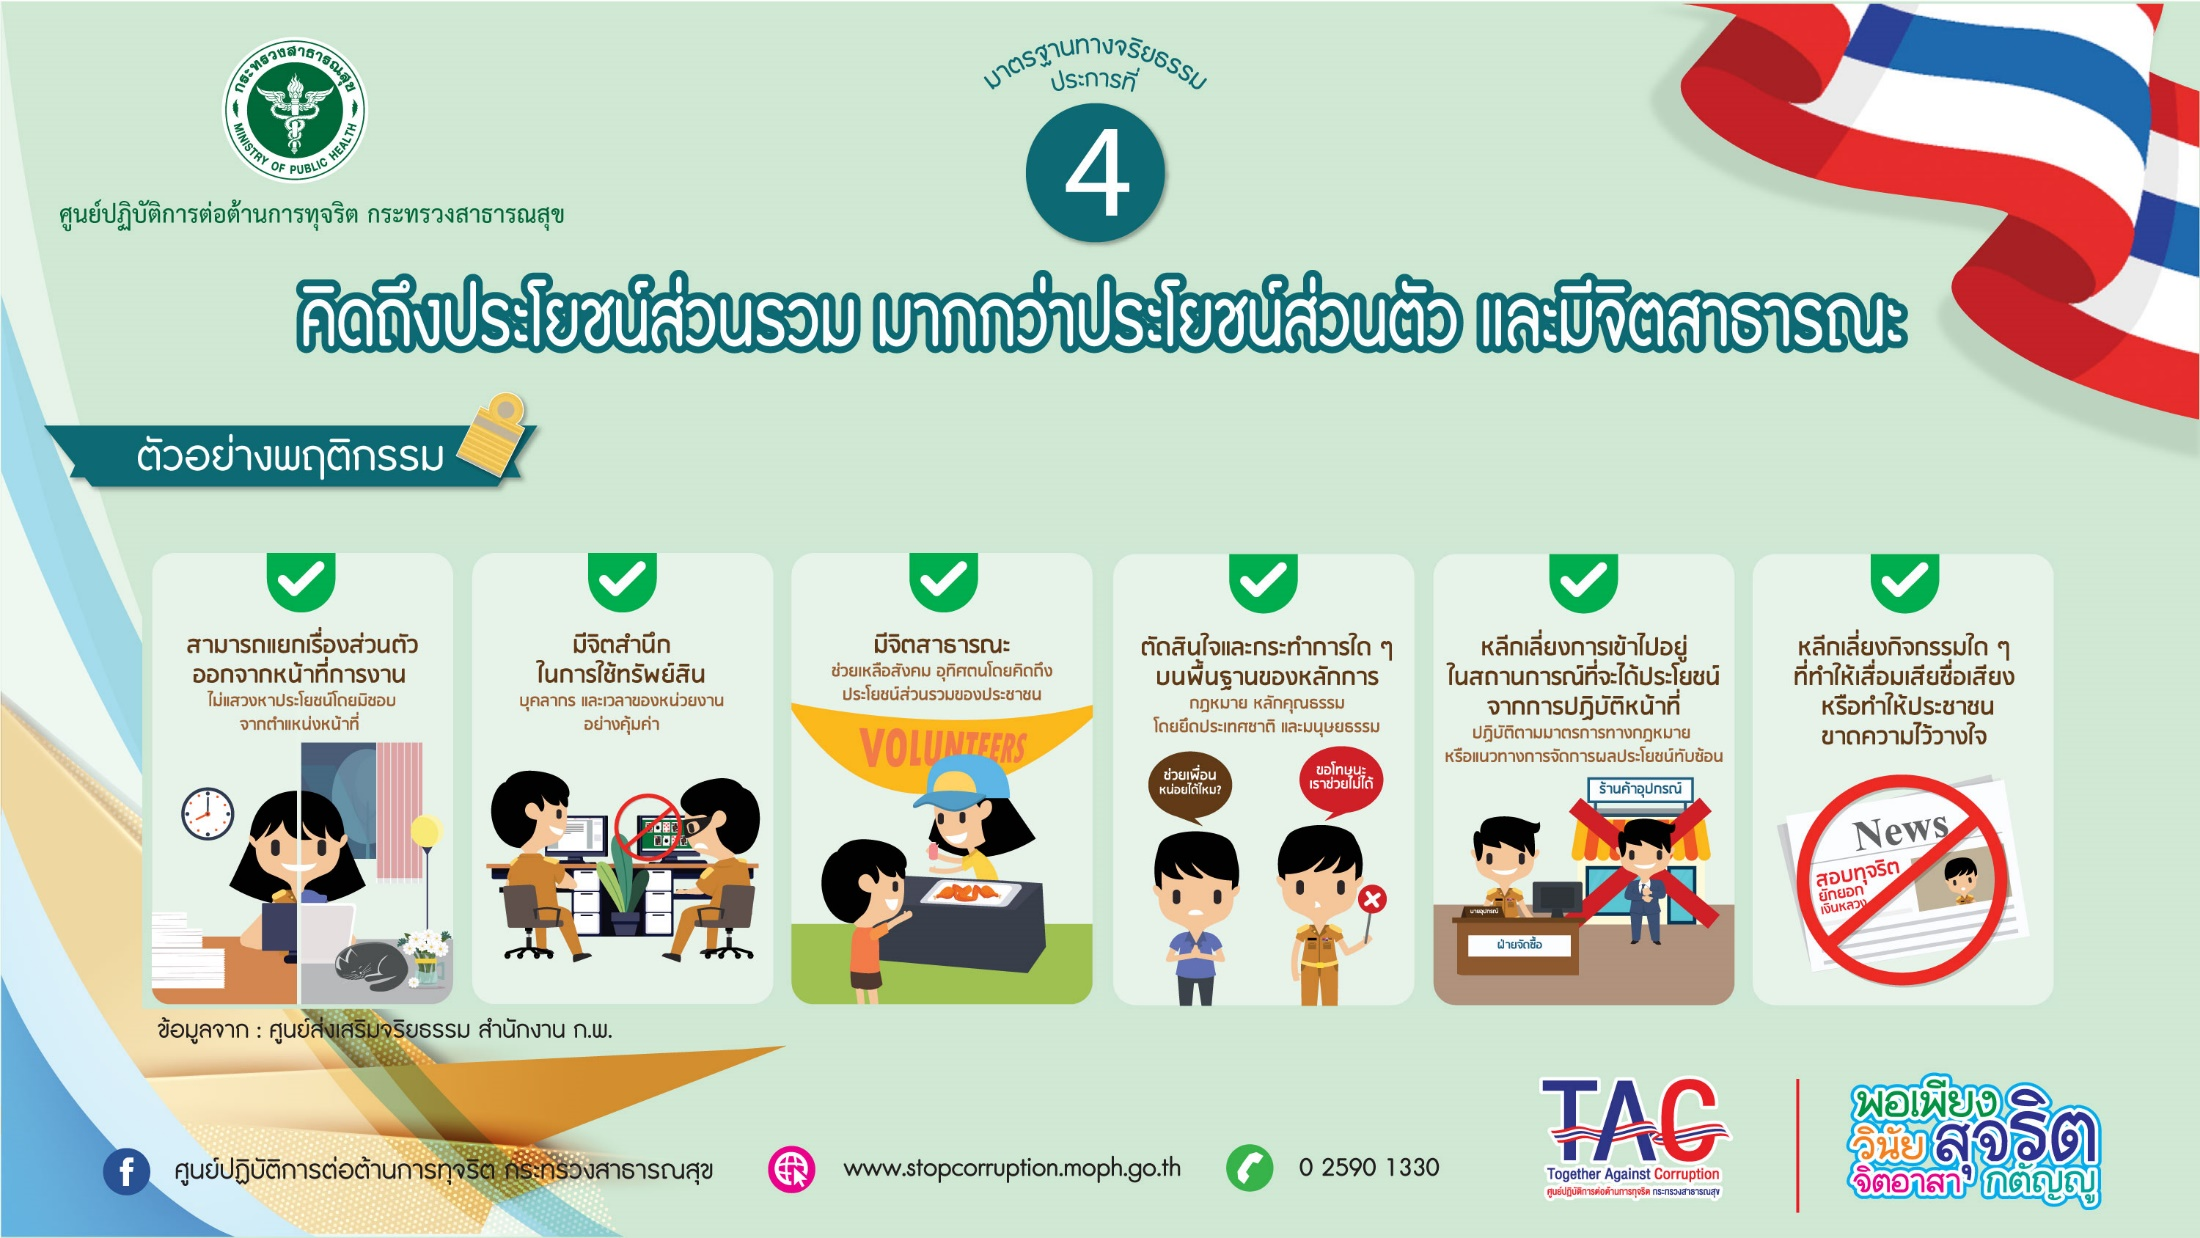 กระทรวงสาธารณสุข
MINISTRY OF PUBLIC HEALTH
ศูนย์ปฏิบัติการต่อต้านการทุจริต กระทรวงสาธารณสุข
มาตรฐานทางจริยธรรม
ประการที่
4
คิดถึงประโยชน์ส่วนรวม มากกว่าประโยชน์ส่วนตัว และมีจิตสาธารณะ
ตัวอย่างพฤติกรรม
สามารถแยกเรื่องส่วนตัว
ออกจากหน้าที่การงาน
ไม่แสวงหาประโยชน์โดยมิชอบ
จากตำแหน่งหน้าที่
มีจิตสำนึก
ในการใช้ทรัพย์สิน
บุคลากร และเวลาของหน่วยงาน
อย่างคุ้มค่า
มีจิตสาธารณะ
ช่วยเหลือสังคม อุทิศตนโดยคิดถึง
ประโยชน์ส่วนรวมของประชาชน
VOLUNTEERS
ตัดสินใจและกระทำการใด ๆ
บนพื้นฐานของหลักการ
กฎหมาย หลักคุณธรรม
โดยยึดประเทศชาติ และมนุษยธรรม
ช่วยเพื่อน
หน่อยได้ไหม?
ขอโทษนะ
เราช่วยไม่ได้
หลีกเลี่ยงการเข้าไปอยู่
ในสถานการณ์ที่จะได้ประโยชน์
จากการปฏิบัติหน้าที่
ปฏิบัติตามมาตรการทางกฎหมาย
หรือแนวทางการจัดการผลประโยชน์ทับซ้อน
ร้านค้าอุปกรณ์
นายอุปกรณ์
ฝ่ายจัดซื้อ
หลีกเลี่ยงกิจกรรมใด ๆ
ที่ทำให้เสื่อมเสียชื่อเสียง
หรือทำให้ประชาชน
ขาดความไว้วางใจ
News
สอบทุจริต
ยักยอก
เงินหลวง
ข้อมูลจาก : ศูนย์ส่งเสริมจริยธรรม สำนักงาน ก.พ.
f ศูนย์ปฏิบัติการต่อต้านการทุจริต กระทรวงสาธารณสุข
www.stopcorruption.moph.go.th
0 2590 1330
TAC
Together Against Corruption
ศูนย์ปฏิบัติการต่อต้านการทุจริต กระทรวงสาธารณสุข
พอเพียง
วินัย สุจริต
จิตอาสา กตัญญู